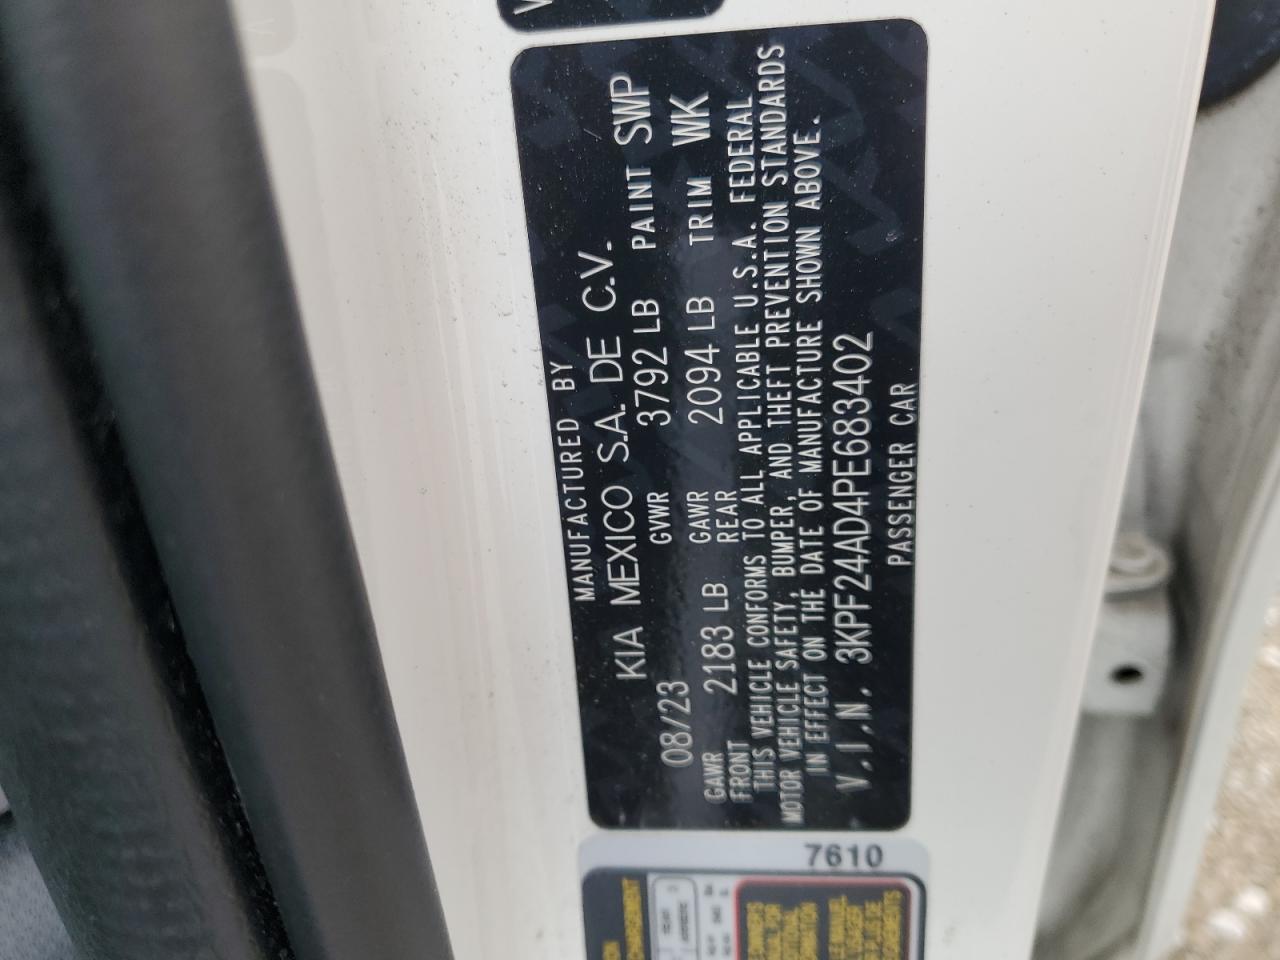 MANUFACTURED BY
KIA MEXICO S.A. DE C.V.
08/23 GVWR 3792 LB PAINT SWP
GAWR FRONT 2183 LB GAWR REAR 2094 LB TRIM WK
THIS VEHICLE CONFORMS TO ALL APPLICABLE U.S.A. FEDERAL
MOTOR VEHICLE SAFETY, BUMPER, AND THEFT PREVENTION STANDARDS
IN EFFECT ON THE DATE OF MANUFACTURE SHOWN ABOVE.
V.I.N. 3KPF24AD4PE683402
PASSENGER CAR
7610